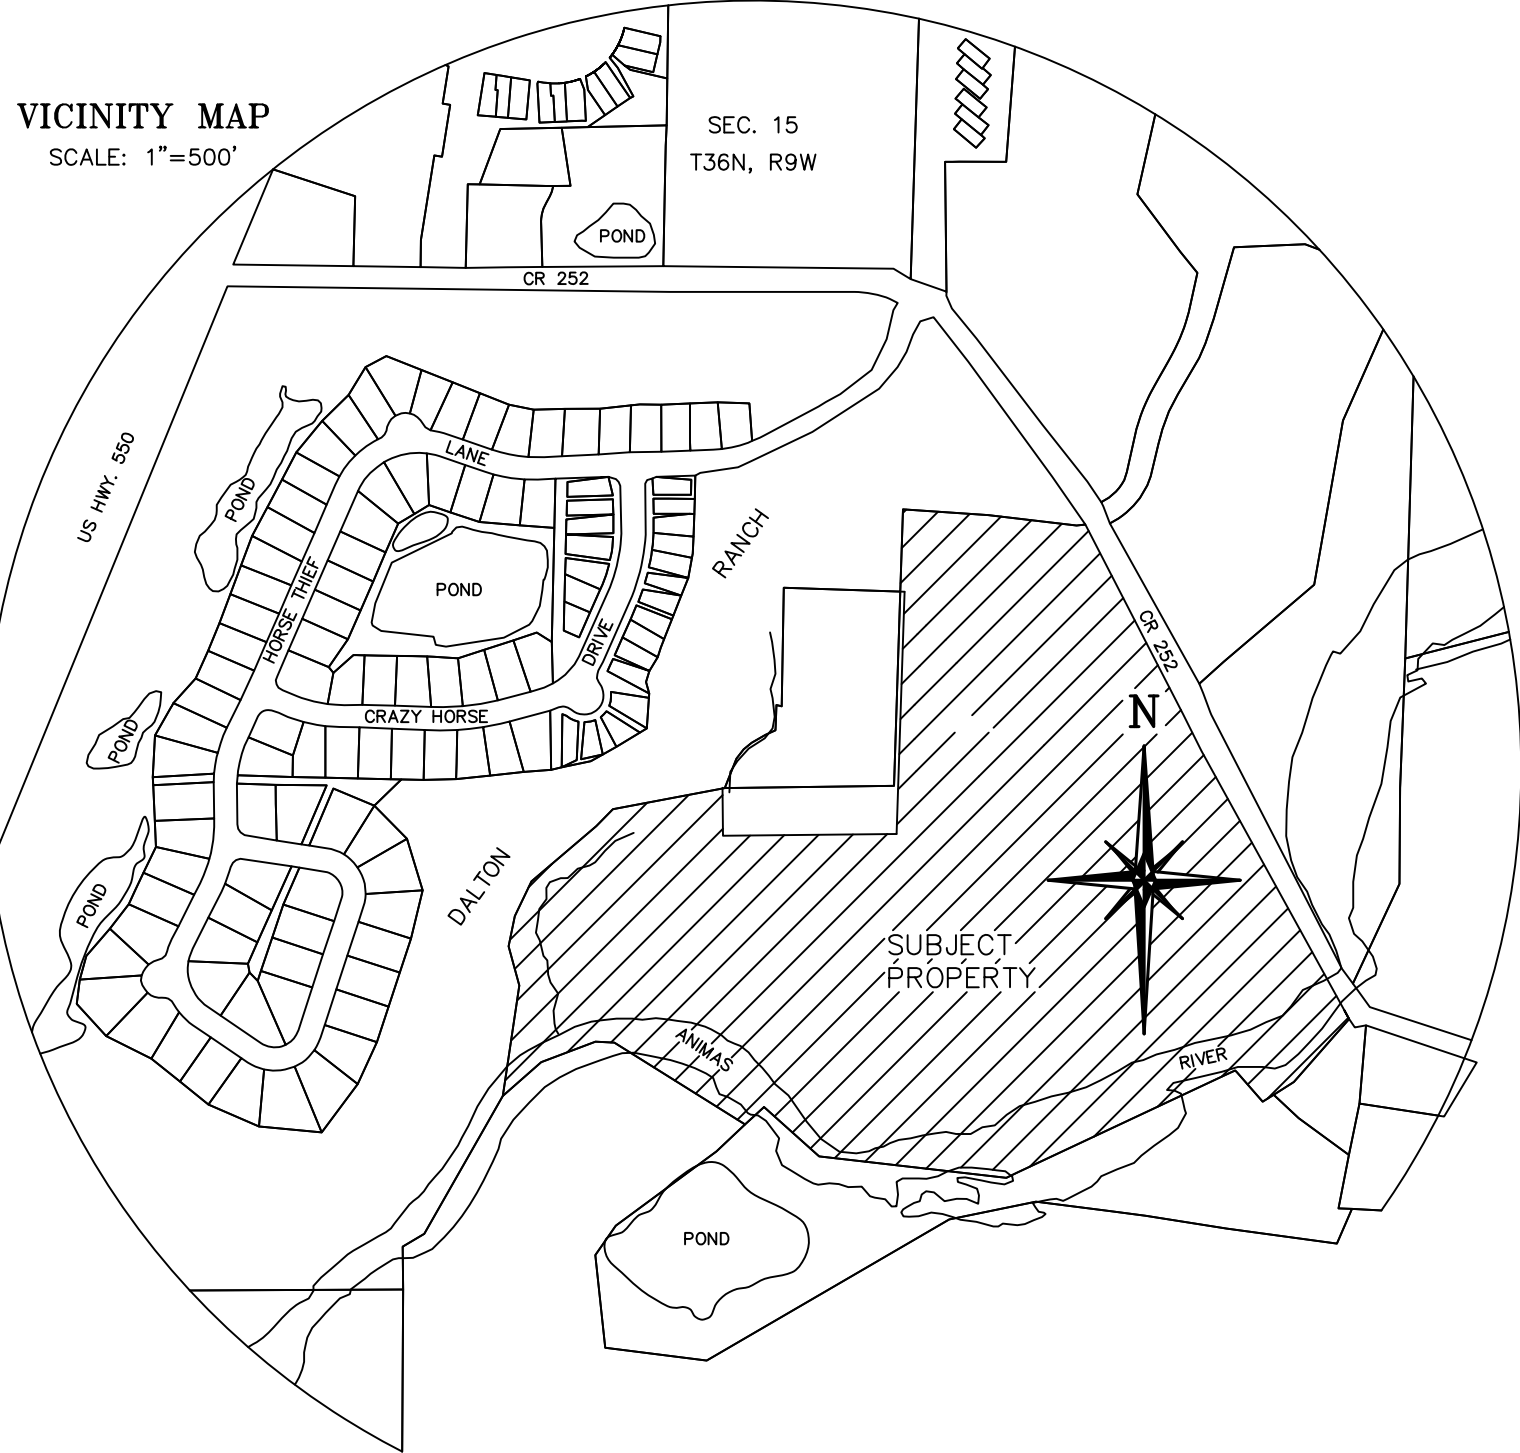 VICINITY MAP
SCALE: 1"=500'
SEC. 15
T36N, R9W
POND
CR 252
US HWY. 550
LANE
POND
RANCH
POND
HORSE THIEF
DRIVE
CR 252
N
CRAZY HORSE
POND
DALTON
POND
SUBJECT
PROPERTY
ANIMAS
RIVER
POND